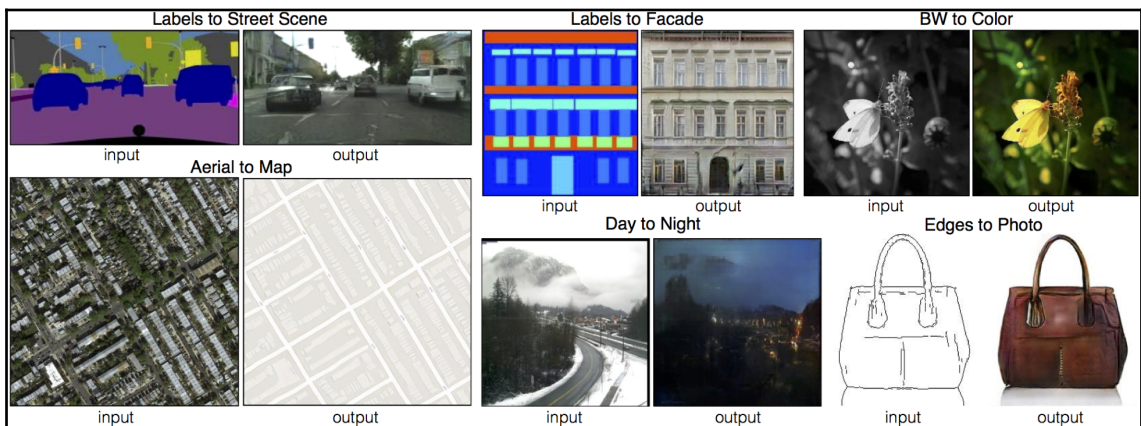 Labels to Street Scene
input
output
Aerial to Map
input
output
Labels to Facade
input
output
BW to Color
input
output
Day to Night
input
output
Edges to Photo
input
output